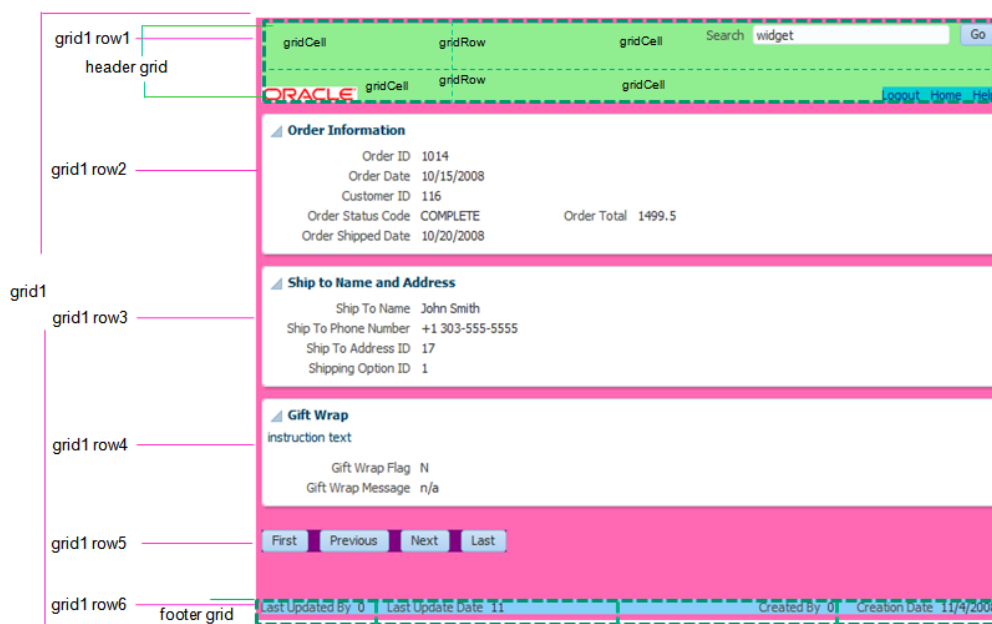 grid1 row1
header grid
gridCell gridRow gridCell Search widget Go
ORACLE gridCell gridRow gridCell Logout Home Help
grid1 row2
Order Information
Order ID 1014
Order Date 10/15/2008
Customer ID 116
Order Status Code COMPLETE Order Total 1499.5
Order Shipped Date 10/20/2008
grid1
grid1 row3
Ship to Name and Address
Ship To Name John Smith
Ship To Phone Number +1 303-555-5555
Ship To Address ID 17
Shipping Option ID 1
grid1 row4
Gift Wrap
instruction text
Gift Wrap Flag N
Gift Wrap Message n/a
grid1 row5
First Previous Next Last
grid1 row6
footer grid
Last Updated By 0 Last Update Date 11 Created By 0 Creation Date 11/4/2008